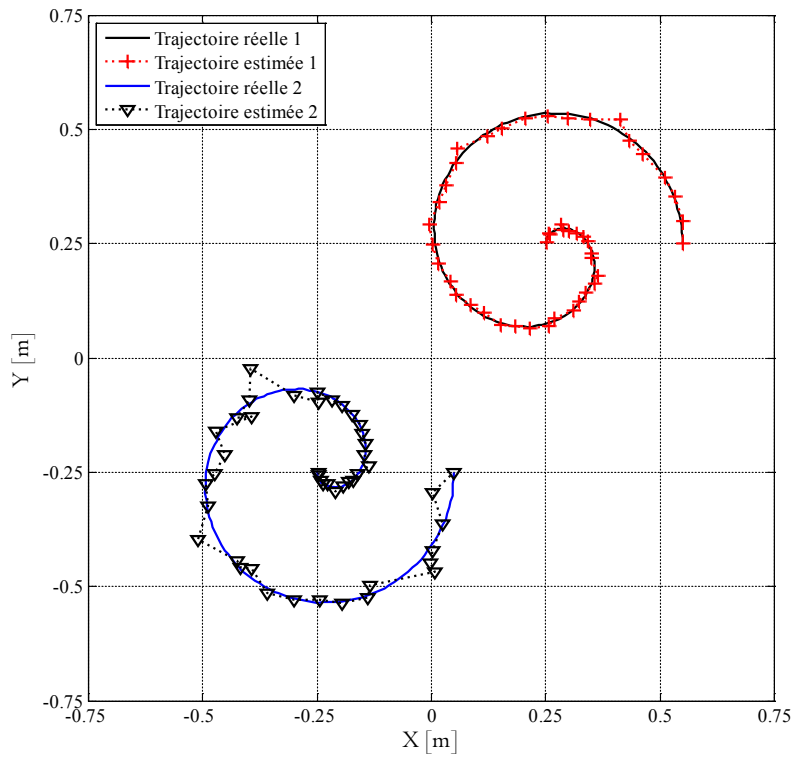 0.75
Trajectoire réelle 1
Trajectoire estimée 1
Trajectoire réelle 2
Trajectoire estimée 2
0.5
0.25
0
-0.25
-0.5
-0.75
Y [m]
-0.75 -0.5 -0.25 0 0.25 0.5 0.75
X [m]